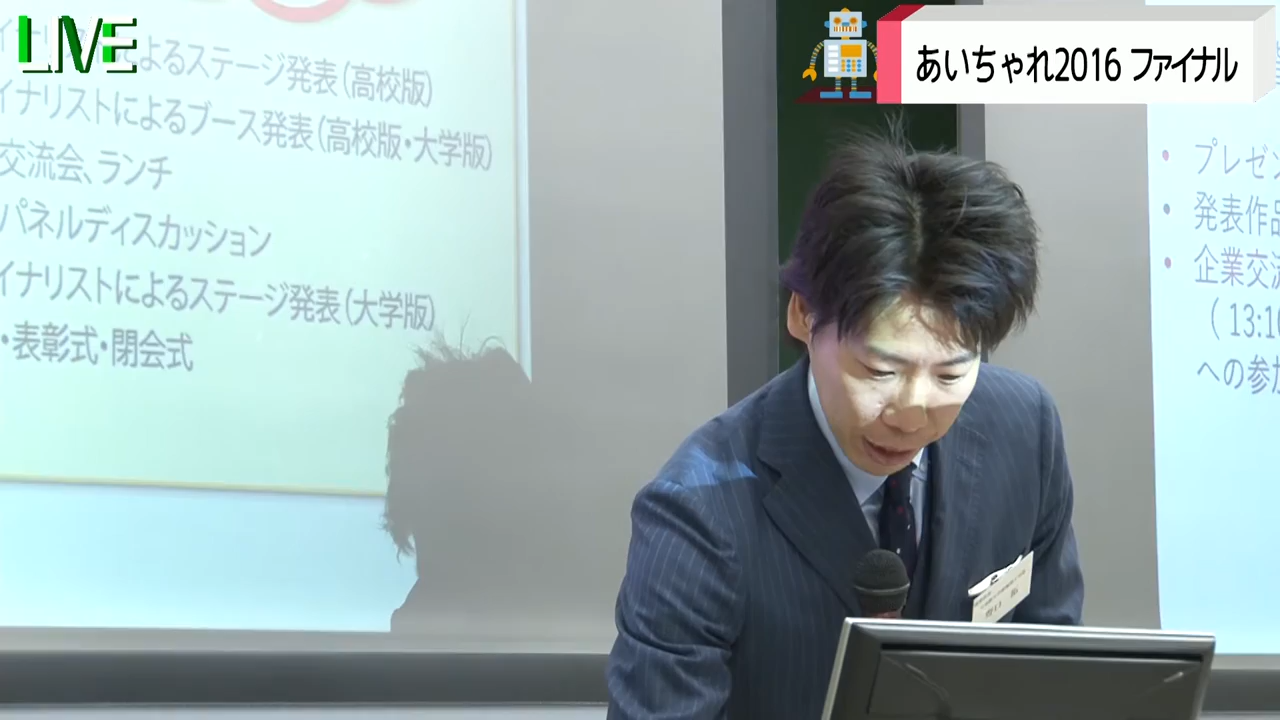 LIVE
あいちゃれ2016 ファイナル
イナリストによるステージ発表(高校版)
イナリストによるブース発表(高校版・大学版)
交流会、ランチ
パネルディスカッション
イナリストによるステージ発表(大学版)
・表彰式・閉会式
• プレゼン
• 発表作品
• 企業交流
( 13:1
への参加